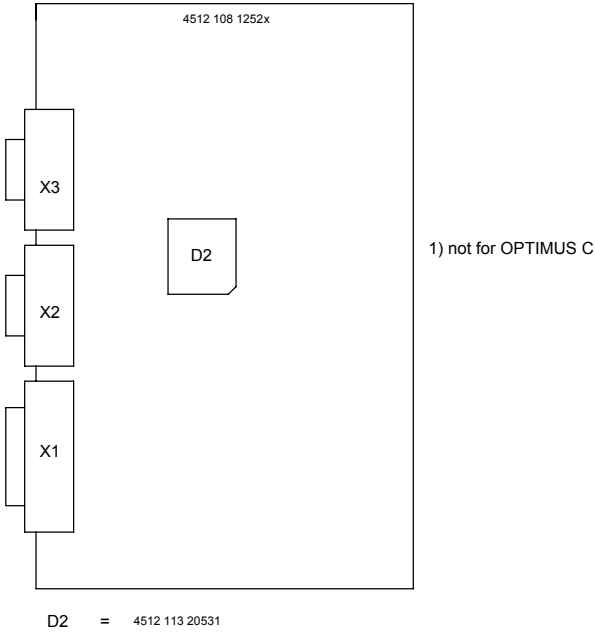 4512 108 1252x
X3
D2
1) not for OPTIMUS C
X2
X1
D2 = 4512 113 20531